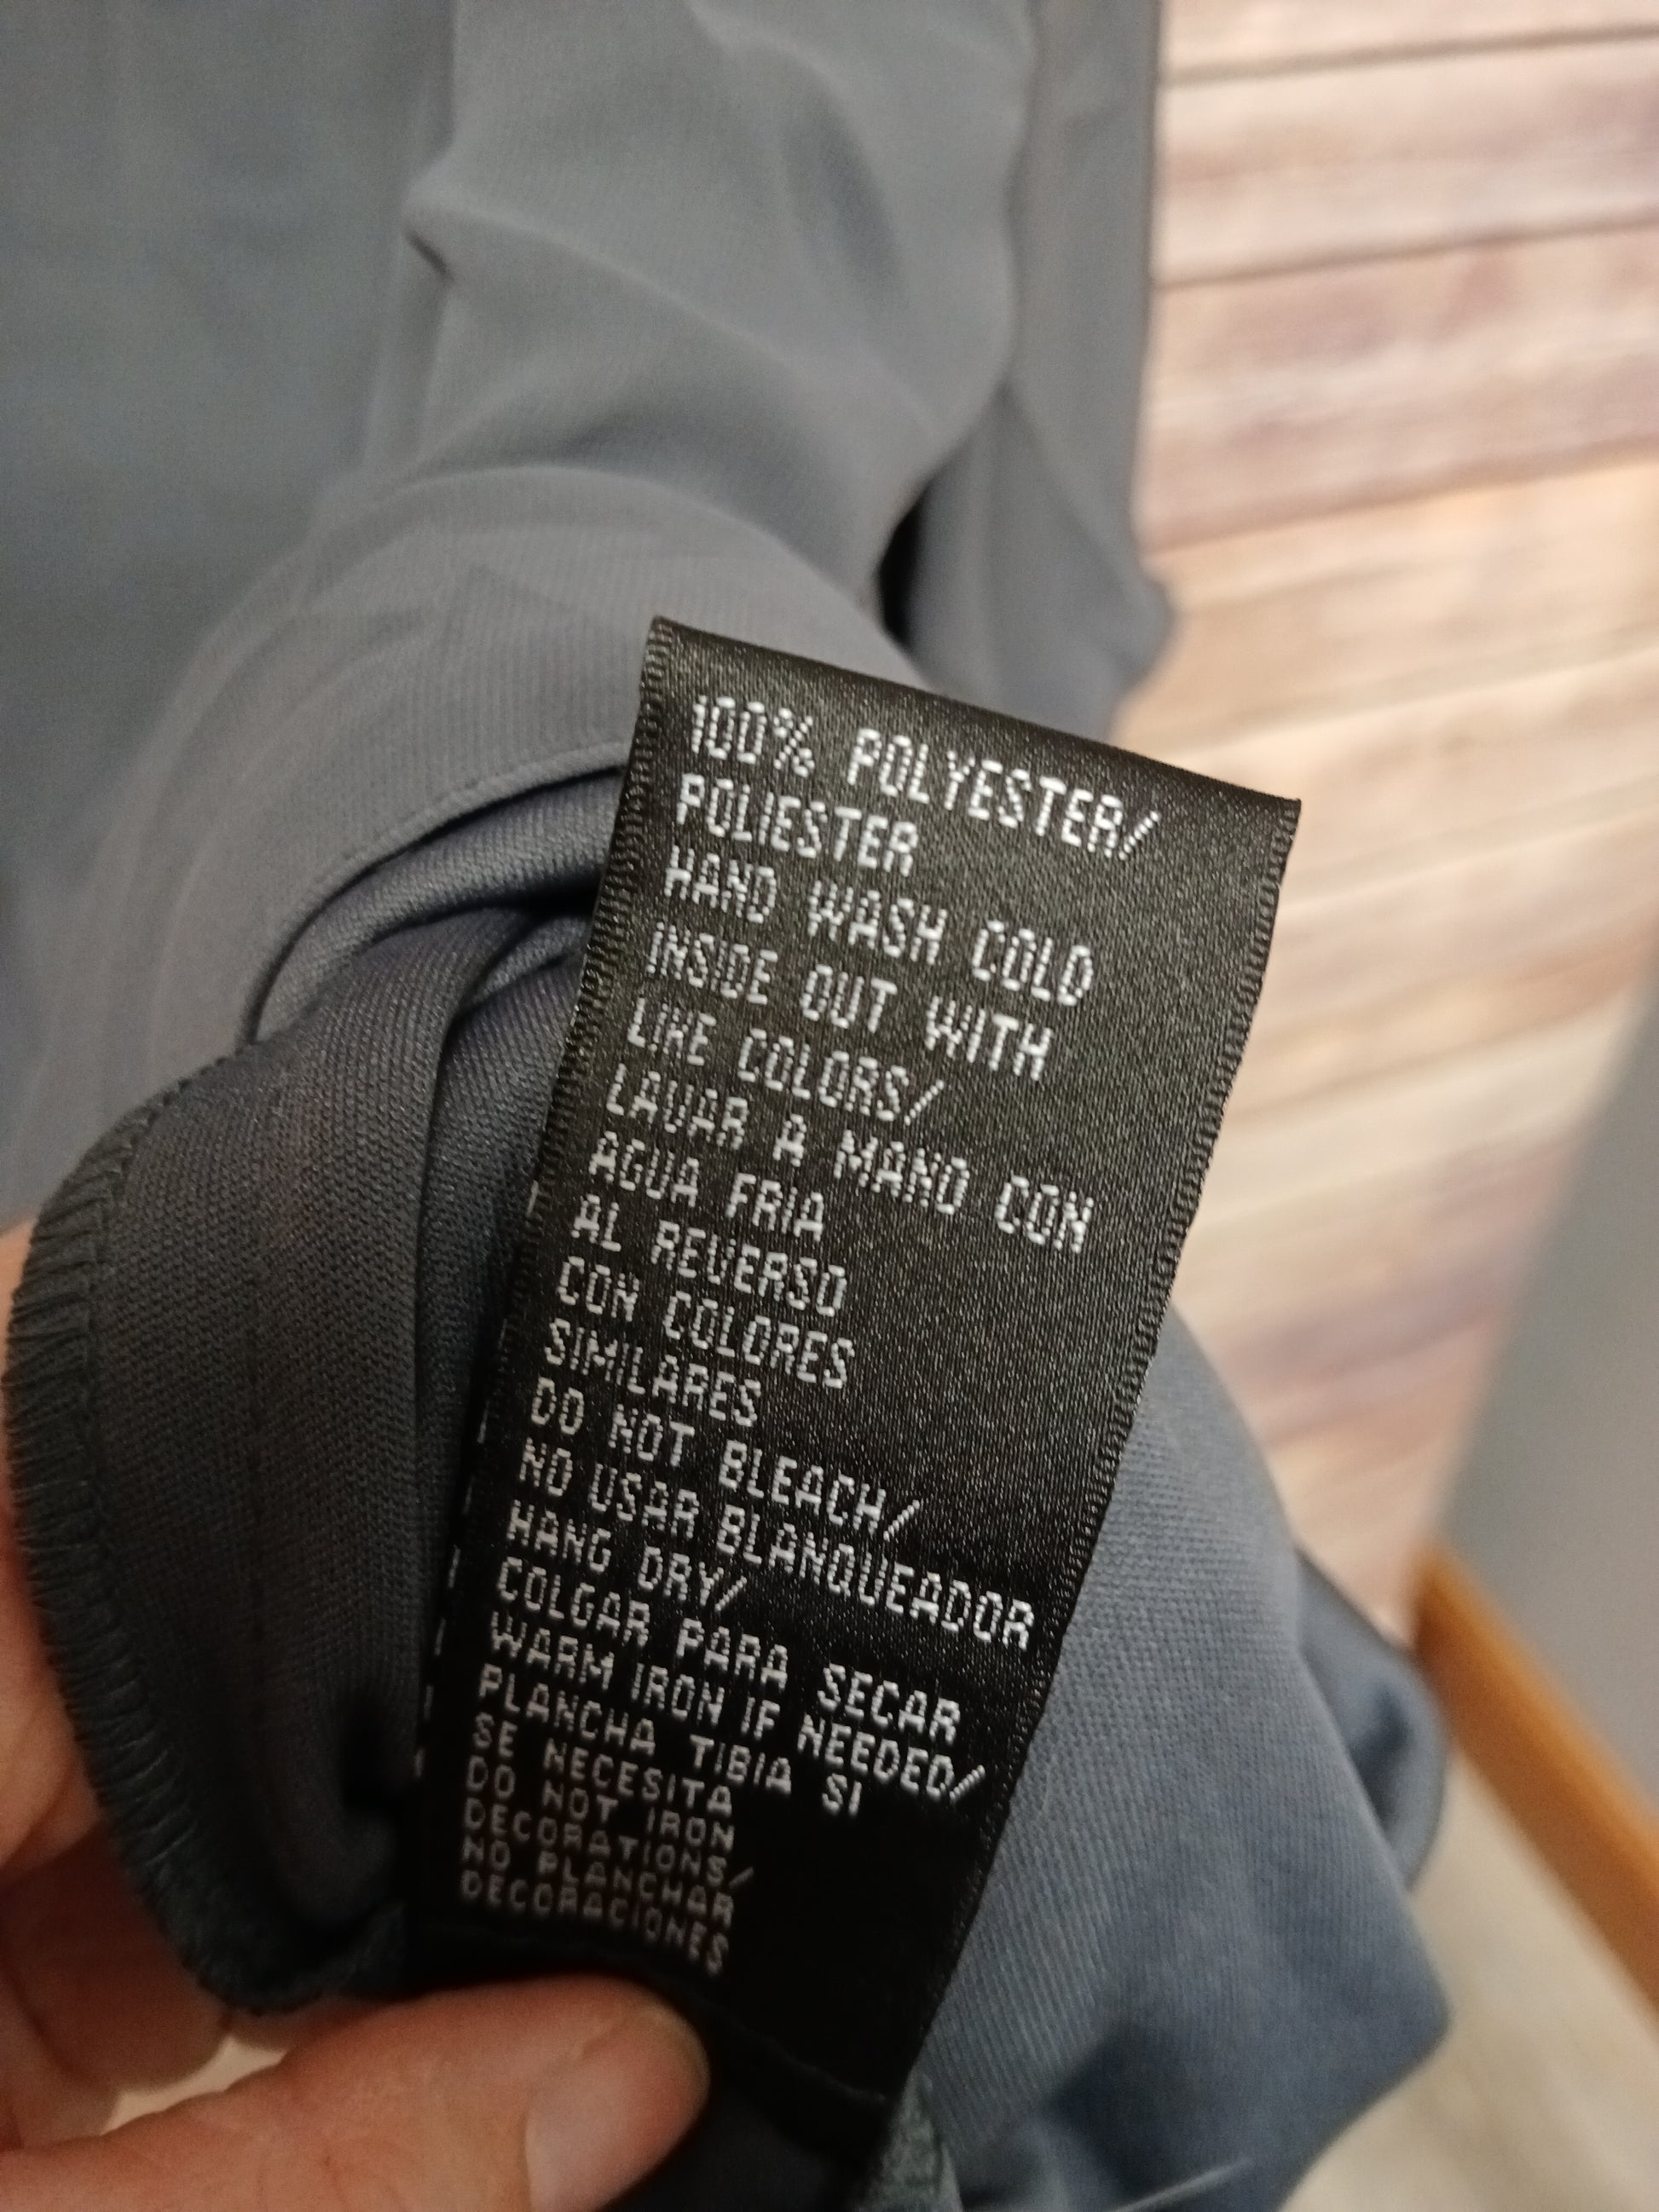 100% POLYESTER/
POLIESTER
HAND WASH COLD
INSIDE OUT WITH
LIKE COLORS/
LAVAR A MANO CON
AGUA FRIA
AL REVERSO
CON COLORES
SIMILARES
DO NOT BLEACH/
NO USAR BLANQUEADOR
HANG DRY/
COLGAR PARA SECAR
WARM IRON IF NEEDED/
PLANCHA TIBIA SI
SE NECESITA
DO NOT IRON
DECORATIONS/
NO PLANCHAR
DECORACIONES